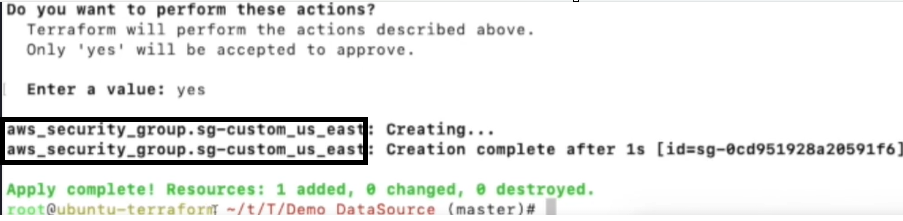 Do you want to perform these actions?
Terraform will perform the actions described above.
Only 'yes' will be accepted to approve.
Enter a value: yes
aws_security_group.sg-custom_us_east: Creating...
aws_security_group.sg-custom_us_east: Creation complete after 1s [id=sg-0cd951928a20591f6]
Apply complete! Resources: 1 added, 0 changed, 0 destroyed.
root@ubuntu-terraform ~/t/T/Demo_DataSource (master)#